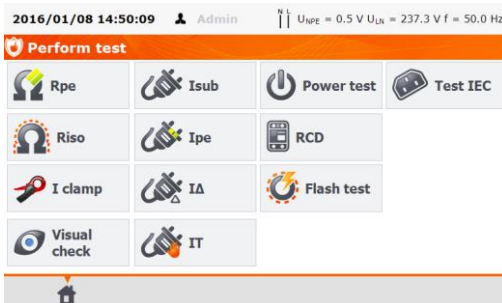 2016/01/08 14:50:09 Admin N L UNPE = 0.5 V ULN = 237.3 V f = 50.0 Hz
Perform test
Rpe Isub Power test Test IEC
Riso Ipe RCD
I clamp IΔ Flash test
Visual check IT